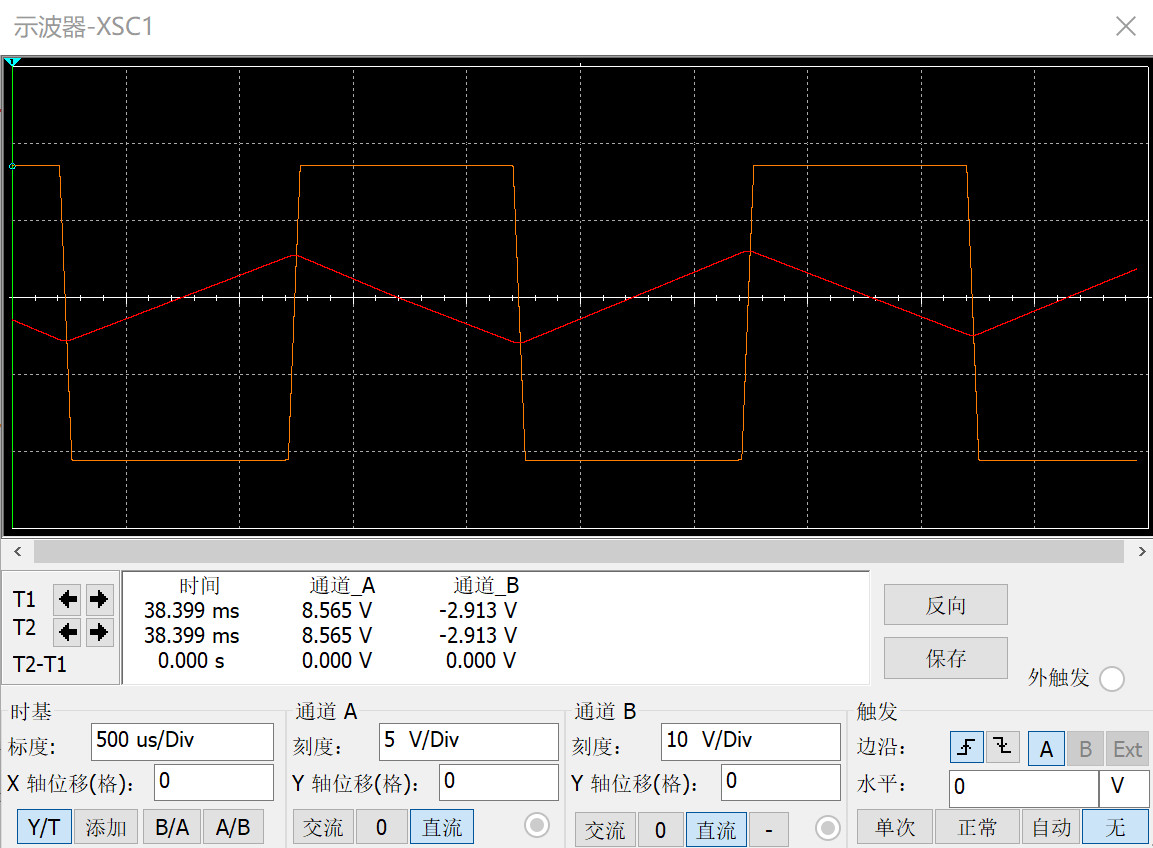 示波器-XSC1
1
时间 通道_A 通道_B
T1 38.399 ms 8.565 V -2.913 V
T2 38.399 ms 8.565 V -2.913 V
T2-T1 0.000 s 0.000 V 0.000 V
反向
保存
外触发
时基
标度: 500 us/Div
X 轴位移(格): 0
Y/T 添加 B/A A/B
通道 A
刻度: 5 V/Div
Y 轴位移(格): 0
交流 0 直流
通道 B
刻度: 10 V/Div
Y 轴位移(格): 0
交流 0 直流 -
触发
边沿: A B Ext
水平: 0 V
单次 正常 自动 无